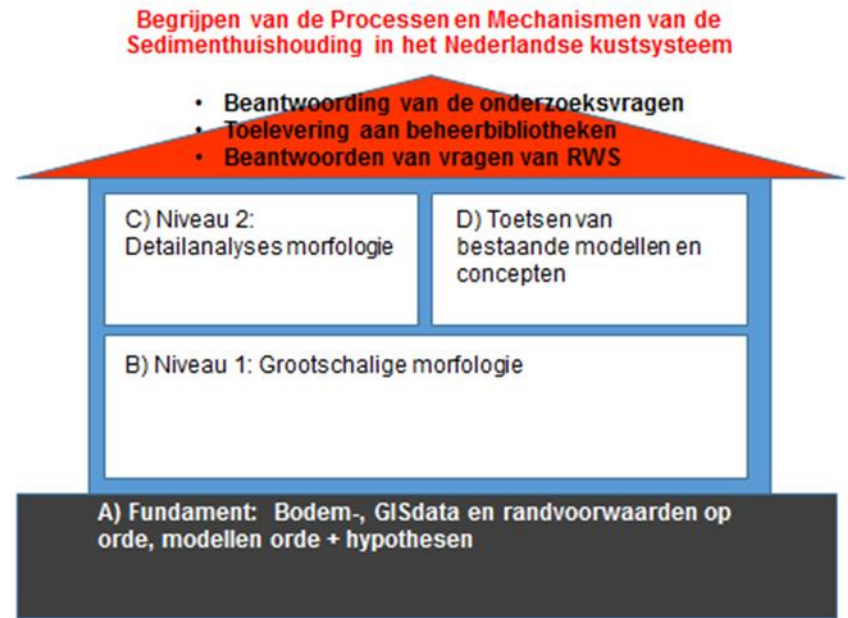 Begrijpen van de Processen en Mechanismen van de
Sedimenthuishouding in het Nederlandse kustsysteem
• Beantwoording van de onderzoeksvragen
• Toelevering aan beheerbibliotheken
• Beantwoorden van vragen van RWS
C) Niveau 2:
Detailanalyses morfologie
D) Toetsen van
bestaande modellen en
concepten
B) Niveau 1: Grootschalige morfologie
A) Fundament: Bodem-, GISdata en randvoorwaarden op
orde, modellen orde + hypothesen